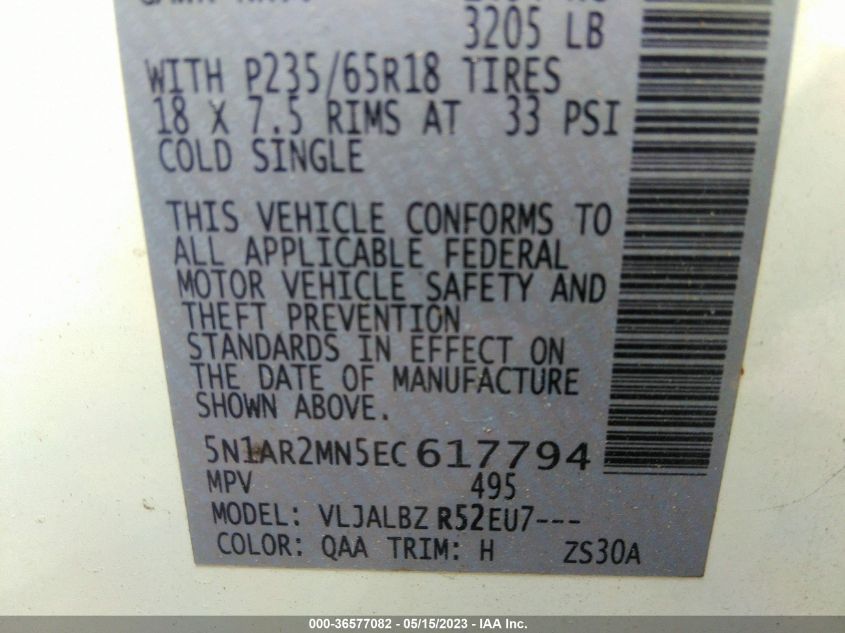 3205 LB
WITH P235/65R18 TIRES
18 X 7.5 RIMS AT 33 PSI
COLD SINGLE
THIS VEHICLE CONFORMS TO
ALL APPLICABLE FEDERAL
MOTOR VEHICLE SAFETY AND
THEFT PREVENTION
STANDARDS IN EFFECT ON
THE DATE OF MANUFACTURE
SHOWN ABOVE.
5N1AR2MN5EC617794
MPV 495
MODEL: VLJALBZ R52EU7---
COLOR: QAA TRIM: H ZS30A
000-36577082 - 05/15/2023 - IAA Inc.